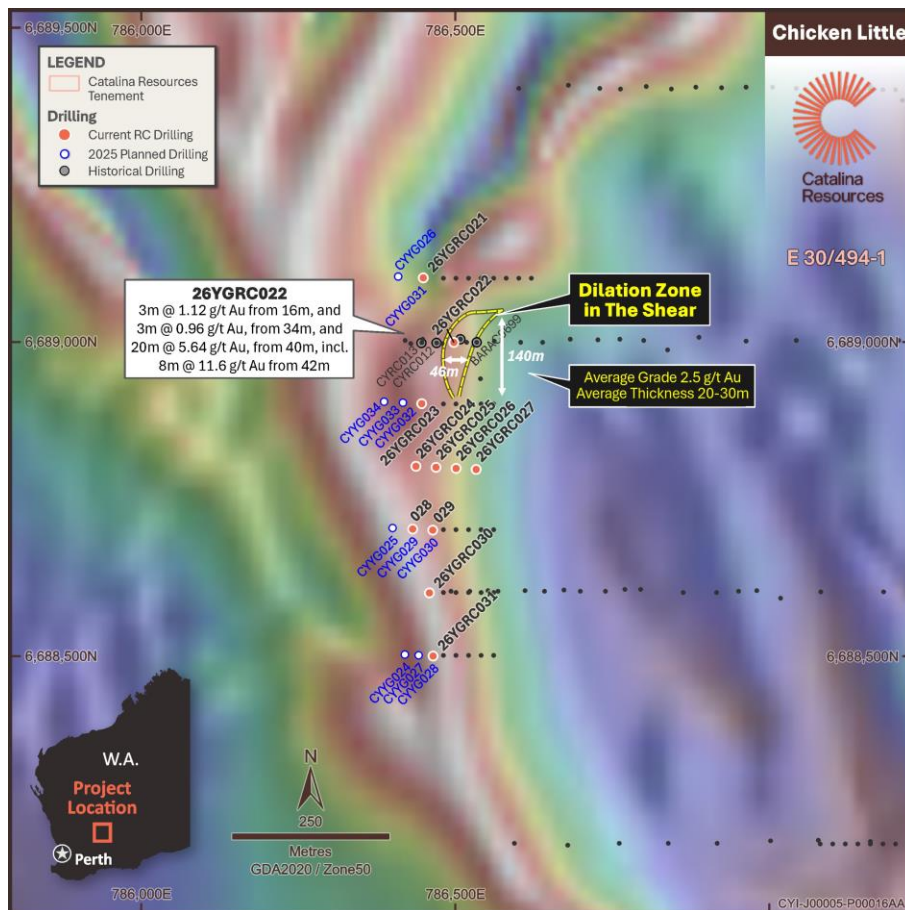 6,689,500N
786,000E
786,500E
Chicken Little
LEGEND
Catalina Resources
Tenement
Drilling
Current RC Drilling
2025 Planned Drilling
Historical Drilling
Catalina
Resources
E 30/494-1
CYYG026
26YGRC021
CYYG031
26YGRC022
26YGRC022
3m @ 1.12 g/t Au from 16m, and
3m @ 0.96 g/t Au, from 34m, and
20m @ 5.64 g/t Au, from 40m, incl.
8m @ 11.6 g/t Au from 42m
Dilation Zone
in The Shear
6,689,000N
6,689,000N
CYRC013
CYRC012
46m
140m
Average Grade 2.5 g/t Au
Average Thickness 20-30m
CYYG034
CYYG033
CYYG032
26YGRC023
26YGRC024
26YGRC025
26YGRC026
26YGRC027
028
029
CYYG025
CYYG029
CYYG030
26YGRC030
26YGRC031
6,688,500N
6,688,500N
CYYG024
CYYG027
CYYG028
W.A.
Project
Location
Perth
N
250
Metres
GDA2020 / Zone50
786,000E
786,500E
CYI-J00005-P00016AA